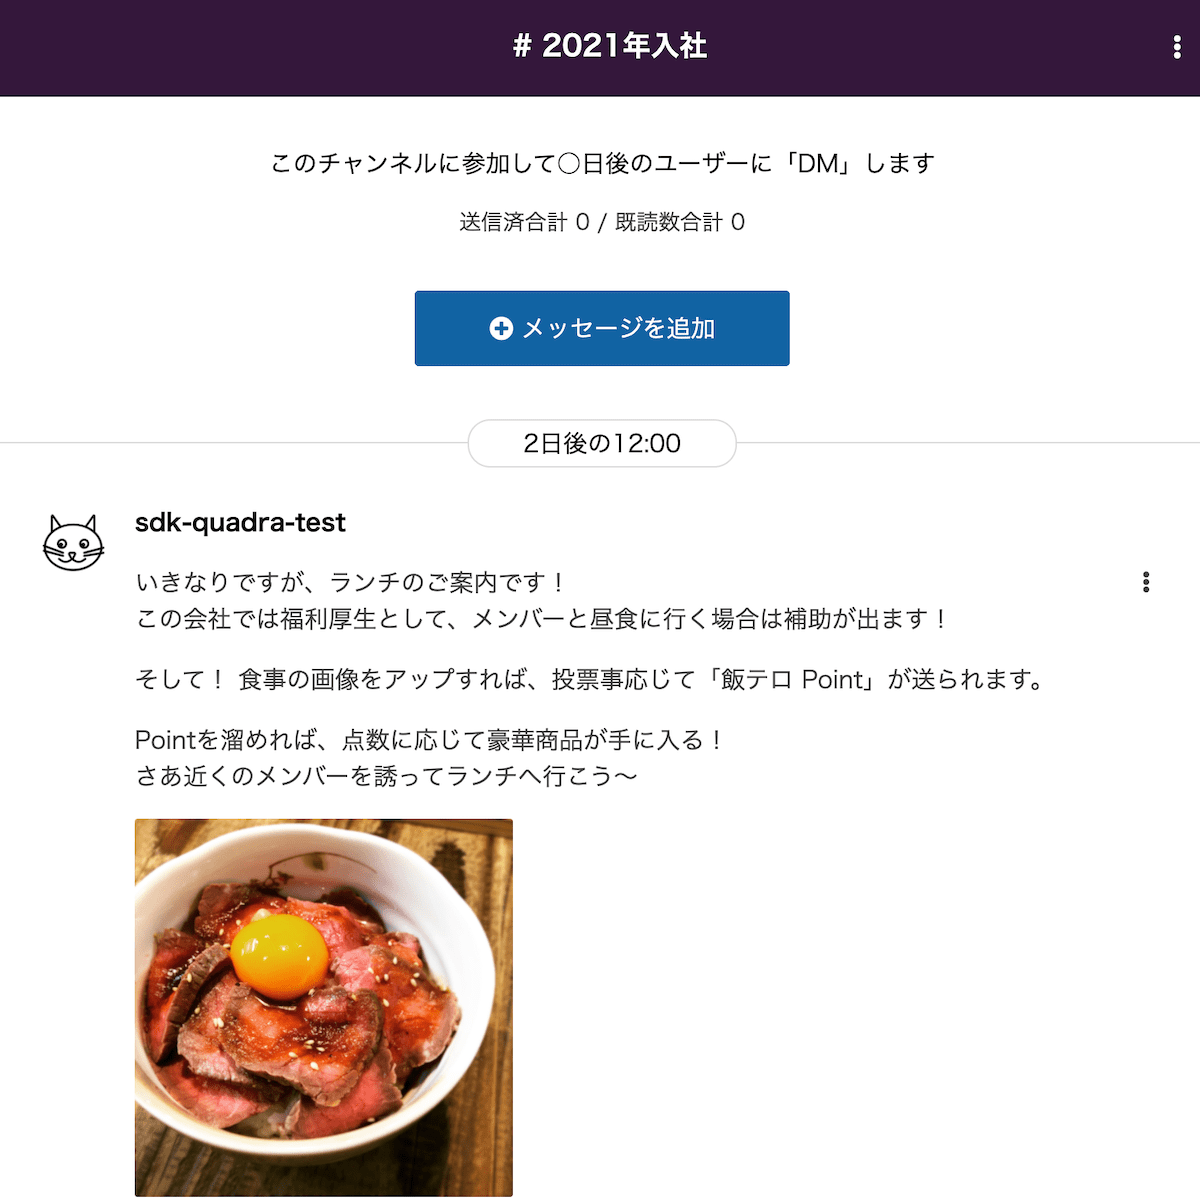 # 2021年入社
このチャンネルに参加して◯日後のユーザーに「DM」します
送信済合計 0 / 既読数合計 0
メッセージを追加
2日後の12:00
sdk-quadra-test
いきなりですが、ランチのご案内です！
この会社では福利厚生として、メンバーと昼食に行く場合は補助が出ます！
そして！ 食事の画像をアップすれば、投票事応じて「飯テロ Point」が送られます。
Pointを溜めれば、点数に応じて豪華商品が手に入る！
さあ近くのメンバーを誘ってランチへ行こう〜